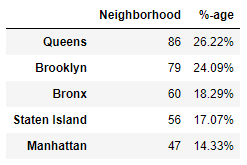 Neighborhood %-age
Queens 86 26.22%
Brooklyn 79 24.09%
Bronx 60 18.29%
Staten Island 56 17.07%
Manhattan 47 14.33%